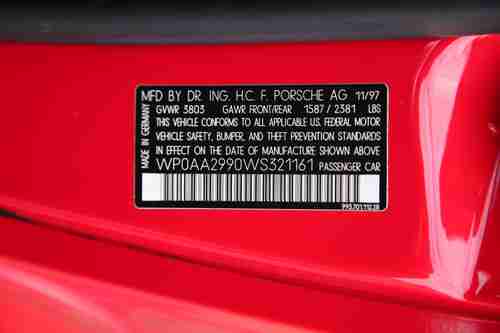 MFD BY DR. ING. H.C. F. PORSCHE AG 11/97
GVWR 3803 GAWR FRONT/REAR 1587 / 2381 LBS
THIS VEHICLE CONFORMS TO ALL
APPLICABLE U.S. FEDERAL MOTOR
VEHICLE SAFETY, BUMPER, AND THEFT
PREVENTION STANDARDS
IN EFFECT ON THE DATE OF MANUFACTURE
SHOWN ABOVE
WP0AA2990WS321161 PASSENGER CAR
MADE IN GERMANY